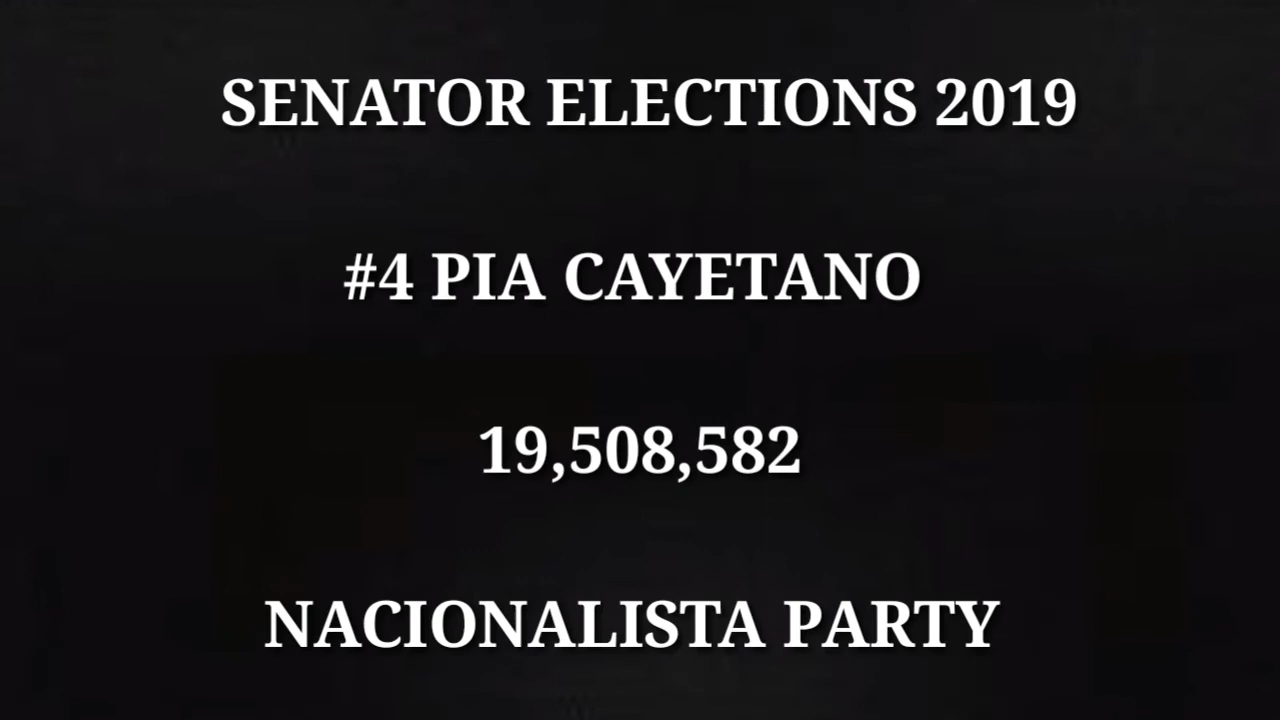 SENATOR ELECTIONS 2019
#4 PIA CAYETANO
19,508,582
NACIONALISTA PARTY